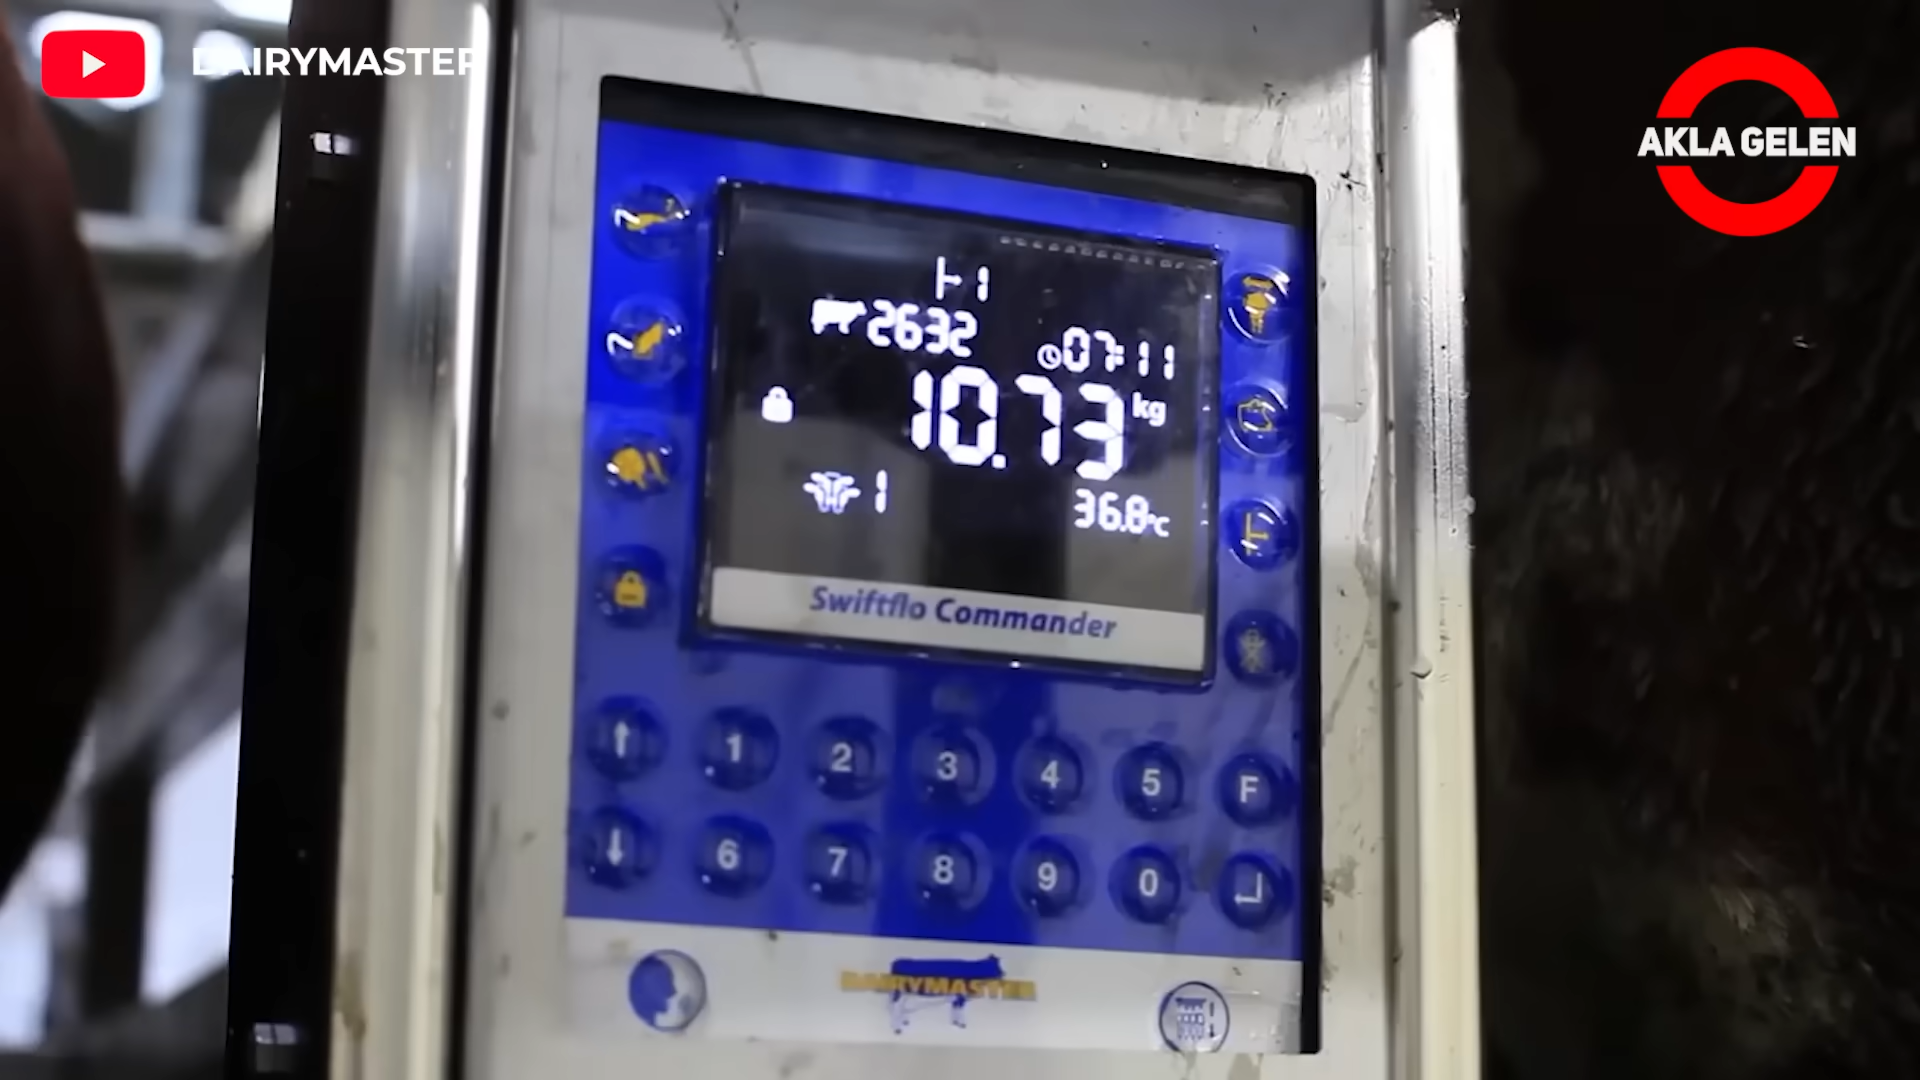 DAIRYMASTER
AKLA GELEN
1
2632
07:11
10.73 kg
1
36.8°C
Swiftflo Commander
1 2 3 4 5 F
6 7 8 9 0
DAIRYMASTER